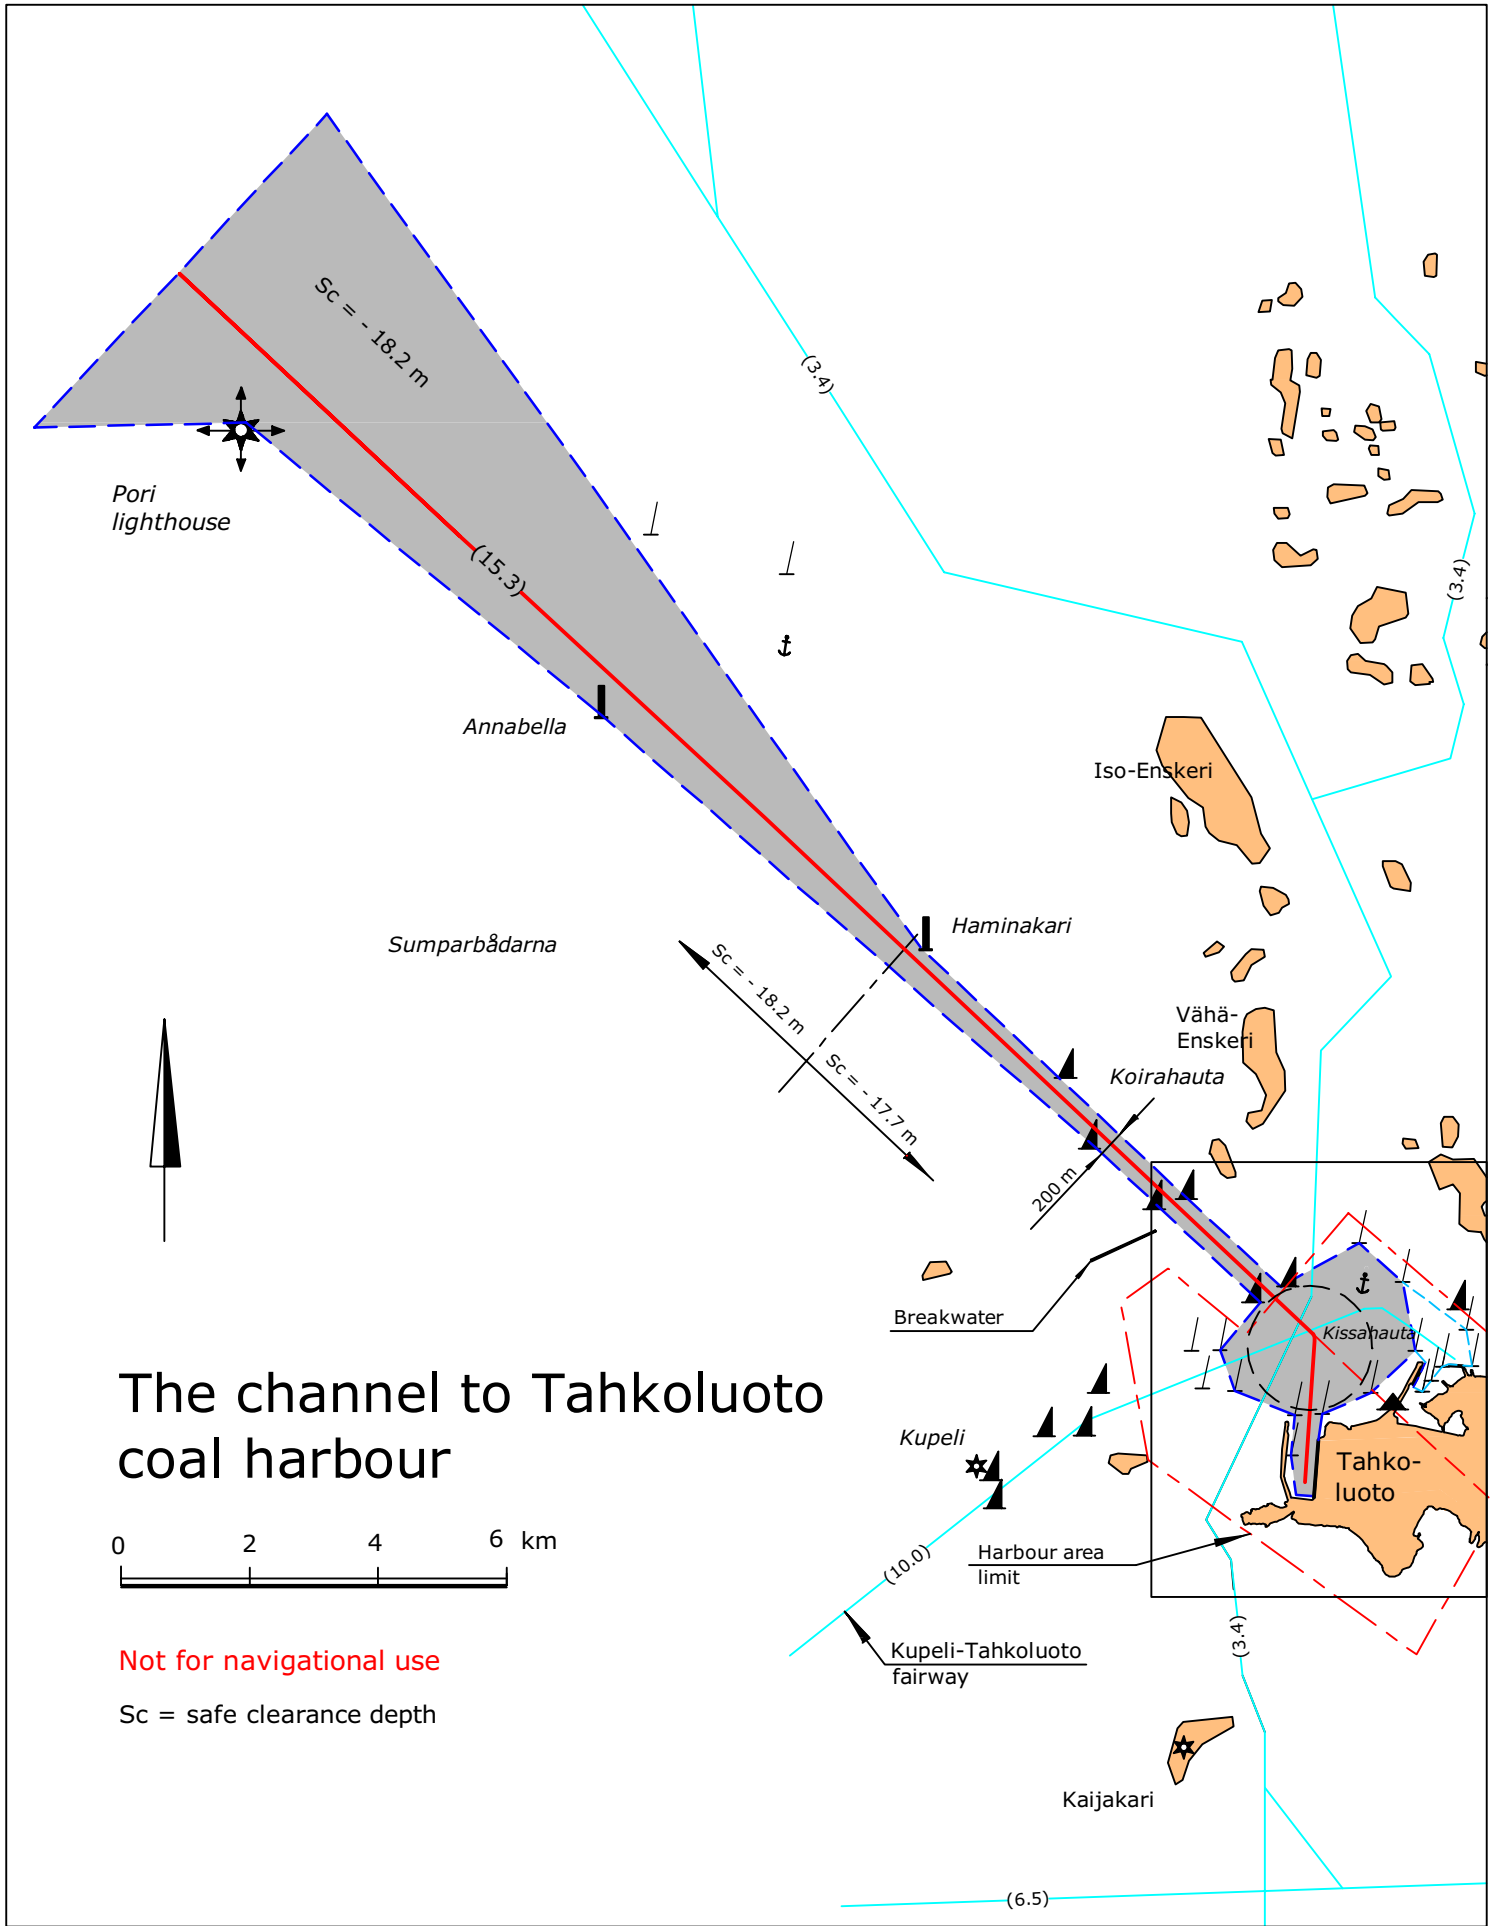 Sc = - 18.2 m
(3.4)
Pori
lighthouse
(15.3)
(3.4)
Annabella
Iso-Enskeri
Haminakari
Sumparbådarna
Sc = - 18.2 m
Vähä-
Enskeri
Sc = - 17.7 m
Koirahauta
200 m
Breakwater
Kissahauta
The channel to Tahkoluoto
coal harbour
Kupeli
Tahko-
luoto
0 2 4 6 km
(10.0)
Harbour area
limit
(3.4)
Kupeli-Tahkoluoto
fairway
Not for navigational use
Sc = safe clearance depth
Kaijakari
(6.5)